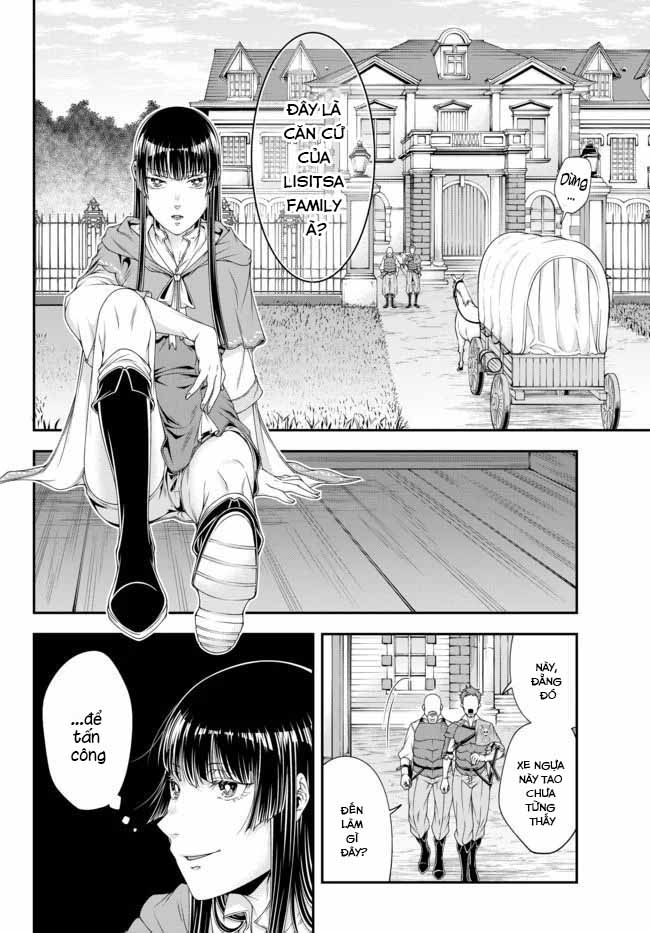 ĐÂY LÀ
CĂN CỨ
CỦA
LISITSA
FAMILY
À?
Dừng
...
NÀY,
ĐẰNG
ĐÓ
XE NGỰA
NÀY TAO
CHƯA
TỪNG
THẤY
ĐẾN
LÀM
GÌ
ĐÂY?
...để
tấn
công